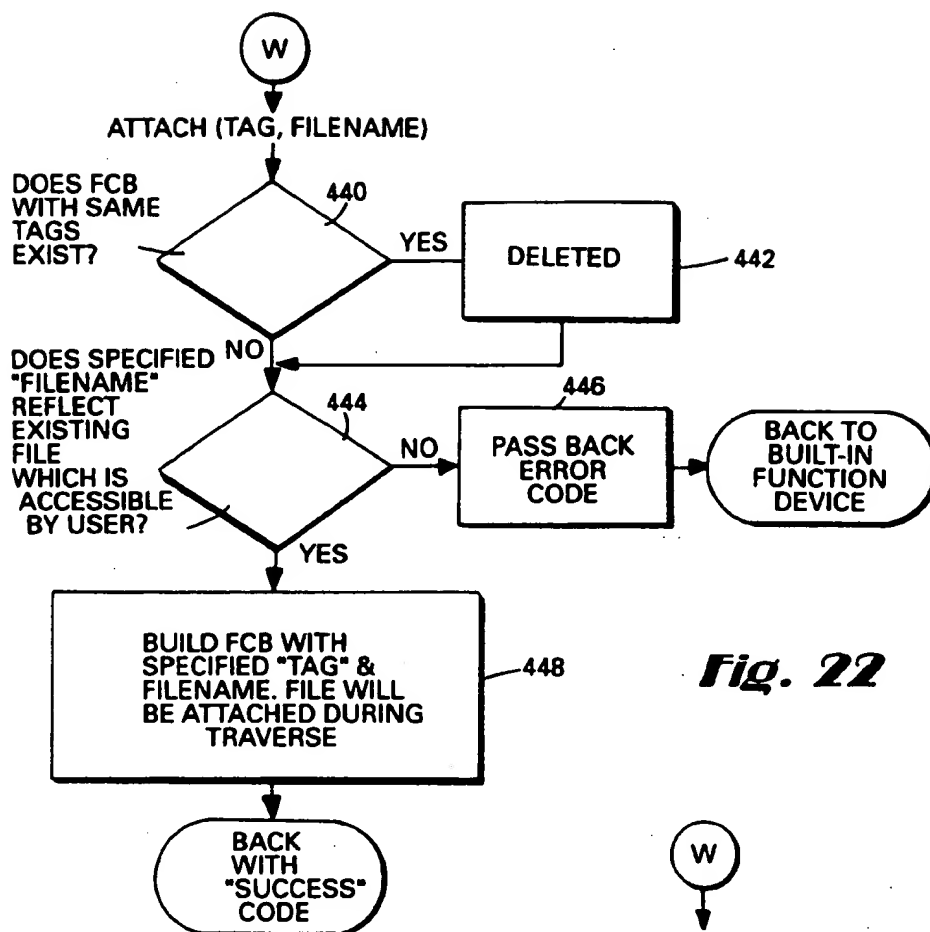 W
ATTACH (TAG, FILENAME)
DOES FCB
WITH SAME
TAGS
EXIST?
440
YES
DELETED
442
NO
DOES SPECIFIED
"FILENAME"
REFLECT
EXISTING
FILE
WHICH IS
ACCESSIBLE
BY USER?
444
NO
446
PASS BACK
ERROR
CODE
BACK TO
BUILT-IN
FUNCTION
DEVICE
YES
BUILD FCB WITH
SPECIFIED "TAG" &
FILENAME. FILE WILL
BE ATTACHED DURING
TRAVERSE
448
Fig. 22
BACK
WITH
"SUCCESS"
CODE
W